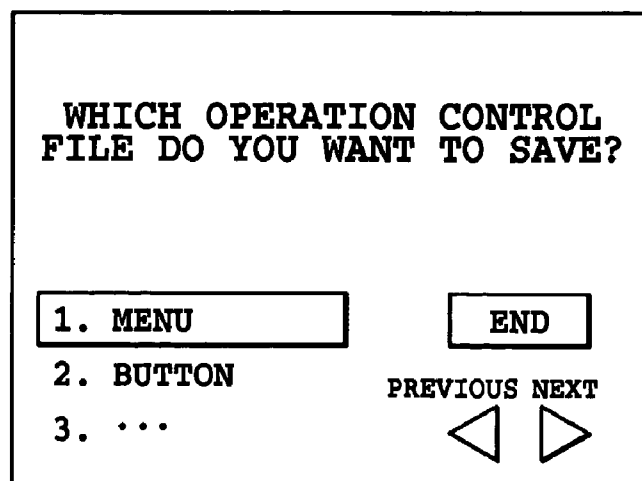 WHICH OPERATION CONTROL
FILE DO YOU WANT TO SAVE?
1. MENU
END
2. BUTTON
PREVIOUS NEXT
3. ···